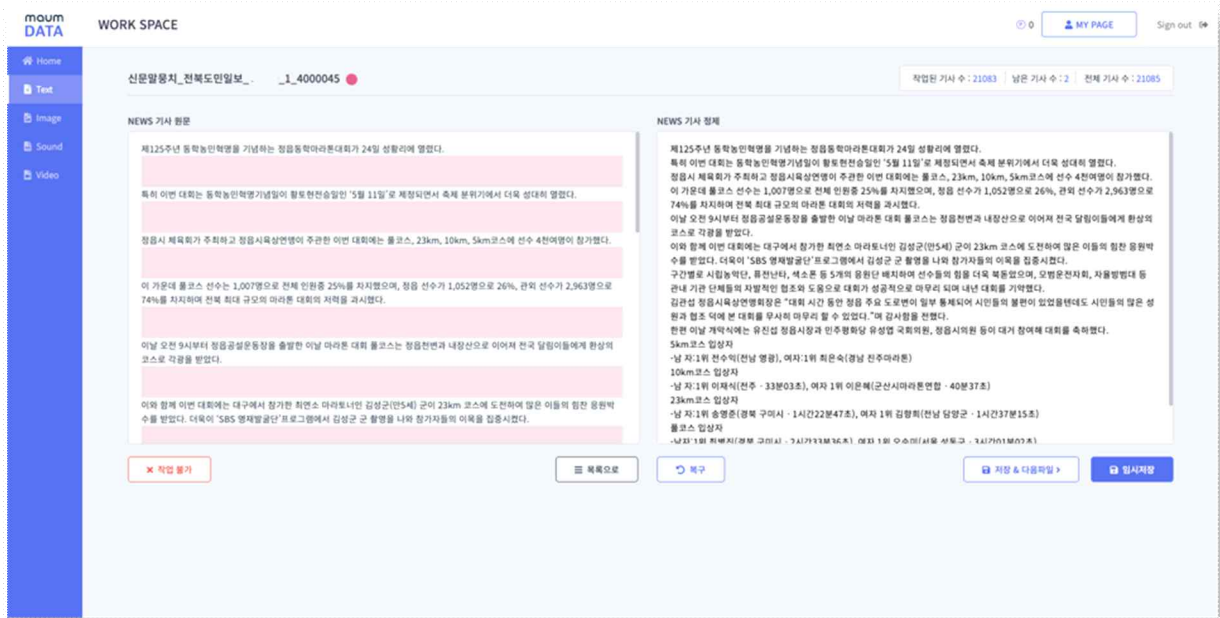 maum
DATA
WORK SPACE
Ⓟ 0
MY PAGE
Sign out
Home
Text
Image
Sound
Video
신문말뭉치_전북도민일보_. _1_4000045
작업된 기사 수 : 21083
남은 기사 수 : 2
전체 기사 수 : 21085
NEWS 기사 원문
제125주년 동학농민혁명을 기념하는 정읍동학마라톤대회가 24일 성황리에 열렸다.
특히 이번 대회는 동학농민혁명기념일이 황토현전승일인 '5월 11일'로 제정되면서 축제 분위기에서 더욱 성대히 열렸다.
정읍시 체육회가 주최하고 정읍시육상연맹이 주관한 이번 대회에는 풀코스, 23km, 10km, 5km코스에 선수 4천여명이 참가했다.
이 가운데 풀코스 선수는 1,007명으로 전체 인원중 25%를 차지했으며, 정읍 선수가 1,052명으로 26%, 관외 선수가 2,963명으로
74%를 차지하며 전북 최대 규모의 마라톤 대회의 저력을 과시했다.
이날 오전 9시부터 정읍공설운동장을 출발한 이날 마라톤 대회 풀코스는 정읍천변과 내장산으로 이어져 전국 달림이들에게 환상의
코스로 각광을 받았다.
이와 함께 이번 대회에는 대구에서 참가한 최연소 마라토너인 김성군(만5세) 군이 23km 코스에 도전하여 많은 이들의 힘찬 응원박
수를 받았다. 더욱이 'SBS 영재발굴단'프로그램에서 김성군 군 촬영을 나와 참가자들의 이목을 집중시켰다.
NEWS 기사 정제
제125주년 동학농민혁명을 기념하는 정읍동학마라톤대회가 24일 성황리에 열렸다.
특히 이번 대회는 동학농민혁명기념일이 황토현전승일인 '5월 11일'로 제정되면서 축제 분위기에서 더욱 성대히 열렸다.
정읍시 체육회가 주최하고 정읍시육상연맹이 주관한 이번 대회에는 풀코스, 23km, 10km, 5km코스에 선수 4천여명이 참가했다.
이 가운데 풀코스 선수는 1,007명으로 전체 인원중 25%를 차지했으며, 정읍 선수가 1,052명으로 26%, 관외 선수가 2,963명으로
74%를 차지하며 전북 최대 규모의 마라톤 대회의 저력을 과시했다.
이날 오전 9시부터 정읍공설운동장을 출발한 이날 마라톤 대회 풀코스는 정읍천변과 내장산으로 이어져 전국 달림이들에게 환상의
코스로 각광을 받았다.
이와 함께 이번 대회에는 대구에서 참가한 최연소 마라토너인 김성군(만5세) 군이 23km 코스에 도전하여 많은 이들의 힘찬 응원박
수를 받았다. 더욱이 'SBS 영재발굴단'프로그램에서 김성군 군 촬영을 나와 참가자들의 이목을 집중시켰다.
구간별로 시립농악단, 퓨전난타, 색소폰 등 5개의 응원단 배치하여 선수들의 힘을 더욱 북돋았으며, 모범운전자회, 자율방범대 등
관내 기관 단체들의 자발적인 협조와 도움으로 대회가 성공적으로 마무리 되며 내년 대회를 기약했다.
김관섭 정읍시육상연맹회장은 "대회 시간 동안 정읍 주요 도로변이 일부 통제되어 시민들의 불편이 있었을텐데도 시민들의 많은 성
원과 협조 덕에 본 대회를 무사히 마무리 할 수 있었다."며 감사함을 전했다.
한편 이날 개막식에는 유진섭 정읍시장과 민주평화당 유성엽 국회의원, 정읍시의원 등이 대거 참여해 대회를 축하했다.
5km코스 입상자
-남 자:1위 전수익(전남 영광), 여자:1위 최은숙(경남 진주마라톤)
10km코스 입상자
-남 자:1위 이재식(전주 · 33분03초), 여자 1위 이은혜(군산시마라톤연합 · 40분37초)
23km코스 입상자
-남 자:1위 송영준(경북 구미시 · 1시간22분47초), 여자 1위 김향희(전남 담양군 · 1시간37분15초)
풀코스 입상자
작업 불가
목록으로
복구
저장 & 다음파일 >
임시저장